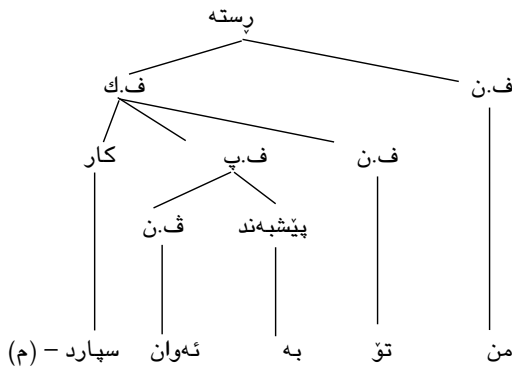 ڕستە
ف.ن ف.ك
ف.ن ف.پ كار
پێشبەند ڤ.ن
من تۆ بە ئەوان سپارد – (م)